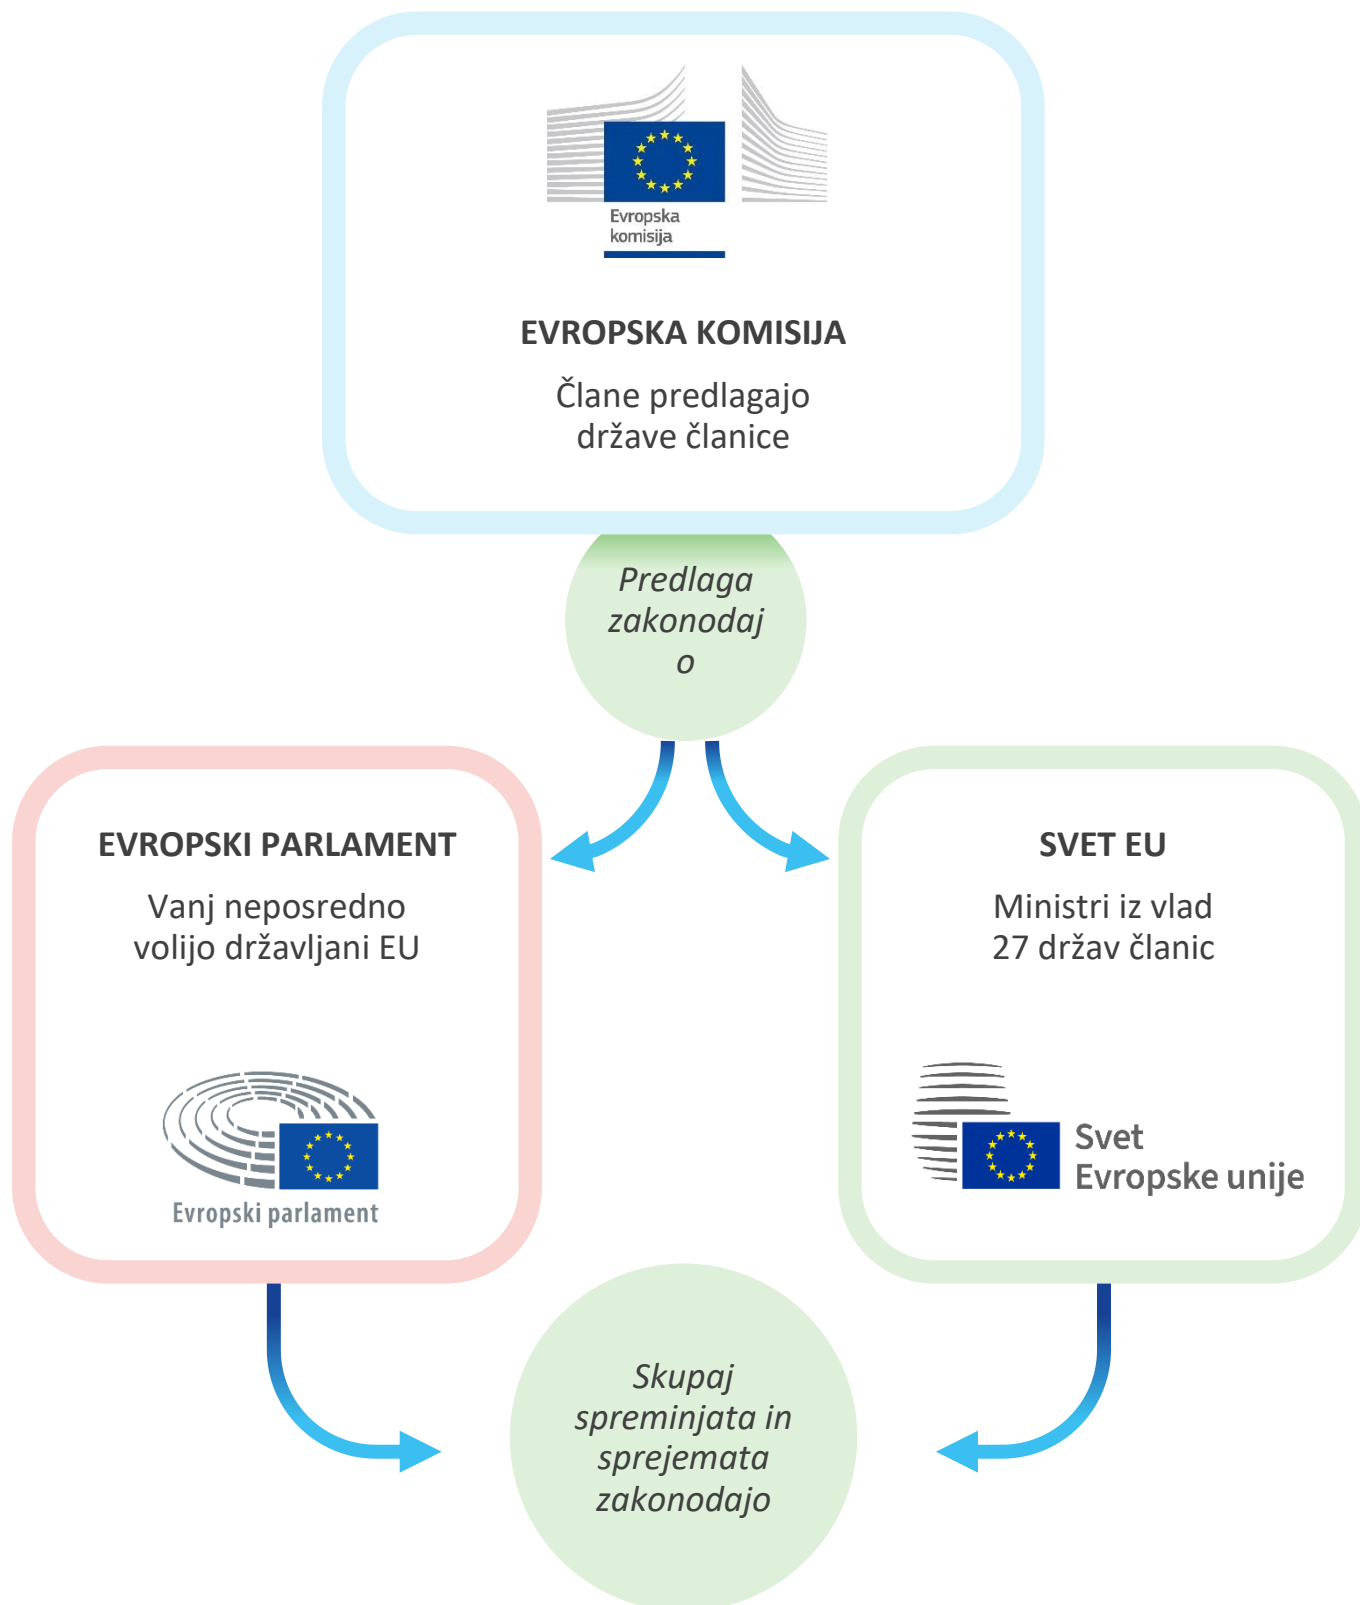 Evropska
komisija
EVROPSKA KOMISIJA
Člane predlagajo
države članice
Predlaga
zakonodaj
o
EVROPSKI PARLAMENT
Vanj neposredno
volijo državljani EU
Evropski parlament
SVET EU
Ministri iz vlad
27 držav članic
Svet
Evropske unije
Skupaj
spreminjata in
sprejemata
zakonodajo